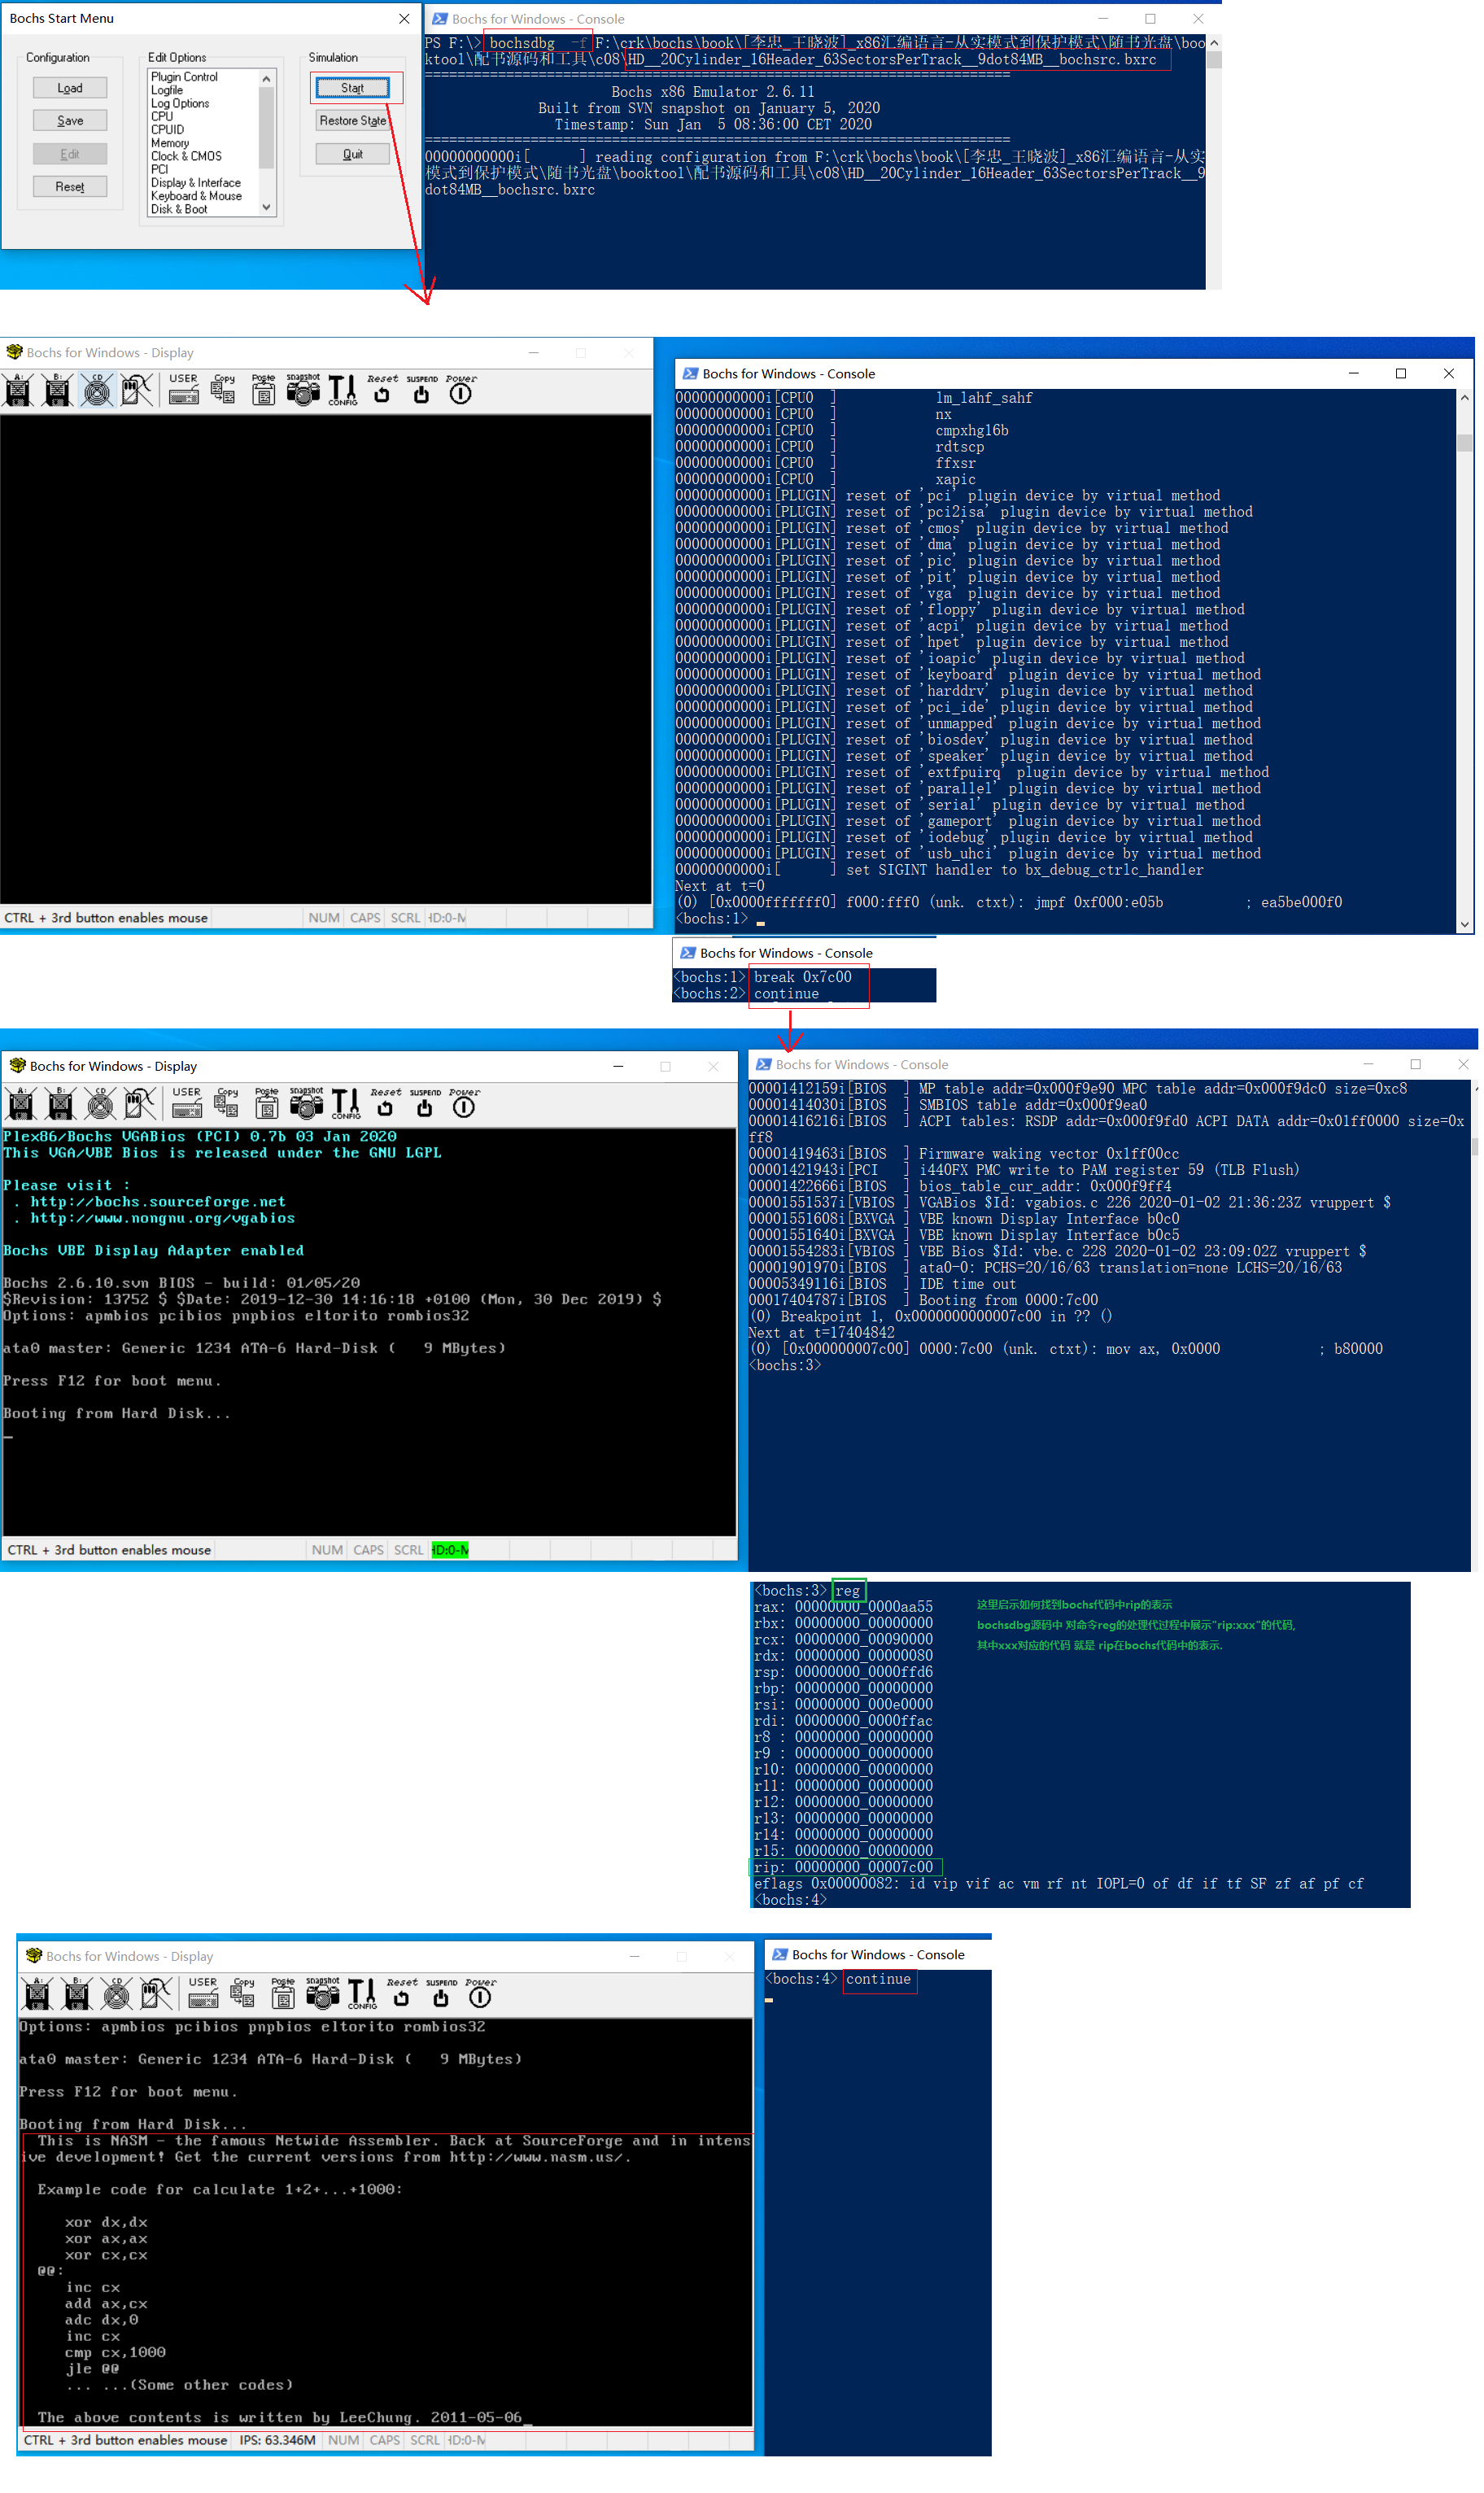 Bochs Start Menu
Configuration
Load
Save
Edit
Reset
Edit Options
Plugin Control
Logfile
Log Options
CPU
CPUID
Memory
Clock & CMOS
PCI
Display & Interface
Keyboard & Mouse
Disk & Boot
Simulation
Start
Restore State
Quit
Bochs for Windows - Console
PS F:\> bochsdbg -f F:\crk\bochs\book\[李忠_王晓波]_x86汇编语言-从实模式到保护模式\随书光盘\boo
ktool\配书源码和工具\c08\HD__20Cylinder_16Header_63SectorsPerTrack__9dot84MB__bochsrc.bxrc
========================================================================
Bochs x86 Emulator 2.6.11
Built from SVN snapshot on January 5, 2020
Timestamp: Sun Jan  5 08:36:00 CET 2020
========================================================================
00000000000i[      ] reading configuration from F:\crk\bochs\book\[李忠_王晓波]_x86汇编语言-从实
模式到保护模式\随书光盘\booktool\配书源码和工具\c08\HD__20Cylinder_16Header_63SectorsPerTrack__9
dot84MB__bochsrc.bxrc
Bochs for Windows - Display
A: B: CD USER Copy Paste snapshot CONFIG Reset SUSPEND Power
CTRL + 3rd button enables mouse NUM CAPS SCRL HD:0-M
Bochs for Windows - Console
00000000000i[CPU0  ]             lm_lahf_sahf
00000000000i[CPU0  ]             nx
00000000000i[CPU0  ]             cmpxhg16b
00000000000i[CPU0  ]             rdtscp
00000000000i[CPU0  ]             ffxsr
00000000000i[CPU0  ]             xapic
00000000000i[PLUGIN] reset of 'pci' plugin device by virtual method
00000000000i[PLUGIN] reset of 'pci2isa' plugin device by virtual method
00000000000i[PLUGIN] reset of 'cmos' plugin device by virtual method
00000000000i[PLUGIN] reset of 'dma' plugin device by virtual method
00000000000i[PLUGIN] reset of 'pic' plugin device by virtual method
00000000000i[PLUGIN] reset of 'pit' plugin device by virtual method
00000000000i[PLUGIN] reset of 'vga' plugin device by virtual method
00000000000i[PLUGIN] reset of 'floppy' plugin device by virtual method
00000000000i[PLUGIN] reset of 'acpi' plugin device by virtual method
00000000000i[PLUGIN] reset of 'hpet' plugin device by virtual method
00000000000i[PLUGIN] reset of 'ioapic' plugin device by virtual method
00000000000i[PLUGIN] reset of 'keyboard' plugin device by virtual method
00000000000i[PLUGIN] reset of 'harddrv' plugin device by virtual method
00000000000i[PLUGIN] reset of 'pci_ide' plugin device by virtual method
00000000000i[PLUGIN] reset of 'unmapped' plugin device by virtual method
00000000000i[PLUGIN] reset of 'biosdev' plugin device by virtual method
00000000000i[PLUGIN] reset of 'speaker' plugin device by virtual method
00000000000i[PLUGIN] reset of 'extfpuirq' plugin device by virtual method
00000000000i[PLUGIN] reset of 'parallel' plugin device by virtual method
00000000000i[PLUGIN] reset of 'serial' plugin device by virtual method
00000000000i[PLUGIN] reset of 'gameport' plugin device by virtual method
00000000000i[PLUGIN] reset of 'iodebug' plugin device by virtual method
00000000000i[PLUGIN] reset of 'usb_uhci' plugin device by virtual method
00000000000i[      ] set SIGINT handler to bx_debug_ctrlc_handler
Next at t=0
(0) [0x0000fffffff0] f000:fff0 (unk. ctxt): jmpf 0xf000:e05b          ; ea5be000f0
<bochs:1>
Bochs for Windows - Console
<bochs:1> break 0x7c00
<bochs:2> continue
Bochs for Windows - Display
A: B: CD USER Copy Paste snapshot CONFIG Reset SUSPEND Power
Plex86/Bochs VGABios (PCI) 0.7b 03 Jan 2020
This VGA/VBE Bios is released under the GNU LGPL
Please visit :
. http://bochs.sourceforge.net
. http://www.nongnu.org/vgabios
Bochs VBE Display Adapter enabled
Bochs 2.6.10.svn BIOS - build: 01/05/20
$Revision: 13752 $ $Date: 2019-12-30 14:16:18 +0100 (Mon, 30 Dec 2019) $
Options: apmbios pcibios pnpbios eltorito rombios32
ata0 master: Generic 1234 ATA-6 Hard-Disk (   9 MBytes)
Press F12 for boot menu.
Booting from Hard Disk...
CTRL + 3rd button enables mouse NUM CAPS SCRL HD:0-M
Bochs for Windows - Console
00001412159i[BIOS  ] MP table addr=0x000f9e90 MPC table addr=0x000f9dc0 size=0xc8
00001414030i[BIOS  ] SMBIOS table addr=0x000f9ea0
00001416216i[BIOS  ] ACPI tables: RSDP addr=0x000f9fd0 ACPI DATA addr=0x01ff0000 size=0x
ff8
00001419463i[BIOS  ] Firmware waking vector 0x1ff00cc
00001421943i[PCI   ] i440FX PMC write to PAM register 59 (TLB Flush)
00001422666i[BIOS  ] bios_table_cur_addr: 0x000f9ff4
00001551537i[VBIOS ] VGABios $Id: vgabios.c 226 2020-01-02 21:36:23Z vruppert $
00001551608i[BXVGA ] VBE known Display Interface b0c0
00001551640i[BXVGA ] VBE known Display Interface b0c5
00001554283i[VBIOS ] VBE Bios $Id: vbe.c 228 2020-01-02 23:09:02Z vruppert $
00001901970i[BIOS  ] ata0-0: PCHS=20/16/63 translation=none LCHS=20/16/63
00005349116i[BIOS  ] IDE time out
00017404787i[BIOS  ] Booting from 0000:7c00
(0) Breakpoint 1, 0x0000000000007c00 in ?? ()
Next at t=17404842
(0) [0x000000007c00] 0000:7c00 (unk. ctxt): mov ax, 0x0000            ; b80000
<bochs:3>
<bochs:3> reg
rax: 00000000_0000aa55
rbx: 00000000_00000000
rcx: 00000000_00090000
rdx: 00000000_00000080
rsp: 00000000_0000ffd6
rbp: 00000000_00000000
rsi: 00000000_000e0000
rdi: 00000000_0000ffac
r8 : 00000000_00000000
r9 : 00000000_00000000
r10: 00000000_00000000
r11: 00000000_00000000
r12: 00000000_00000000
r13: 00000000_00000000
r14: 00000000_00000000
r15: 00000000_00000000
rip: 00000000_00007c00
eflags 0x00000082: id vip vif ac vm rf nt IOPL=0 of df if tf SF zf af pf cf
<bochs:4>
这里启示如何找到bochs代码中rip的表示
bochsdbg源码中 对命令reg的处理代过程中展示"rip:xxx"的代码,
其中xxx对应的代码 就是 rip在bochs代码中的表示.
Bochs for Windows - Display
A: B: CD USER Copy Paste snapshot CONFIG Reset SUSPEND Power
Options: apmbios pcibios pnpbios eltorito rombios32
ata0 master: Generic 1234 ATA-6 Hard-Disk (   9 MBytes)
Press F12 for boot menu.
Booting from Hard Disk...
This is NASM - the famous Netwide Assembler. Back at SourceForge and in intens
ive development! Get the current versions from http://www.nasm.us/.
Example code for calculate 1+2+...+1000:
xor dx,dx
xor ax,ax
xor cx,cx
@@:
inc cx
add ax,cx
adc dx,0
inc cx
cmp cx,1000
jle @@
... ...(Some other codes)
The above contents is written by LeeChung. 2011-05-06_
CTRL + 3rd button enables mouse IPS: 63.346M NUM CAPS SCRL HD:0-M
Bochs for Windows - Console
<bochs:4> continue